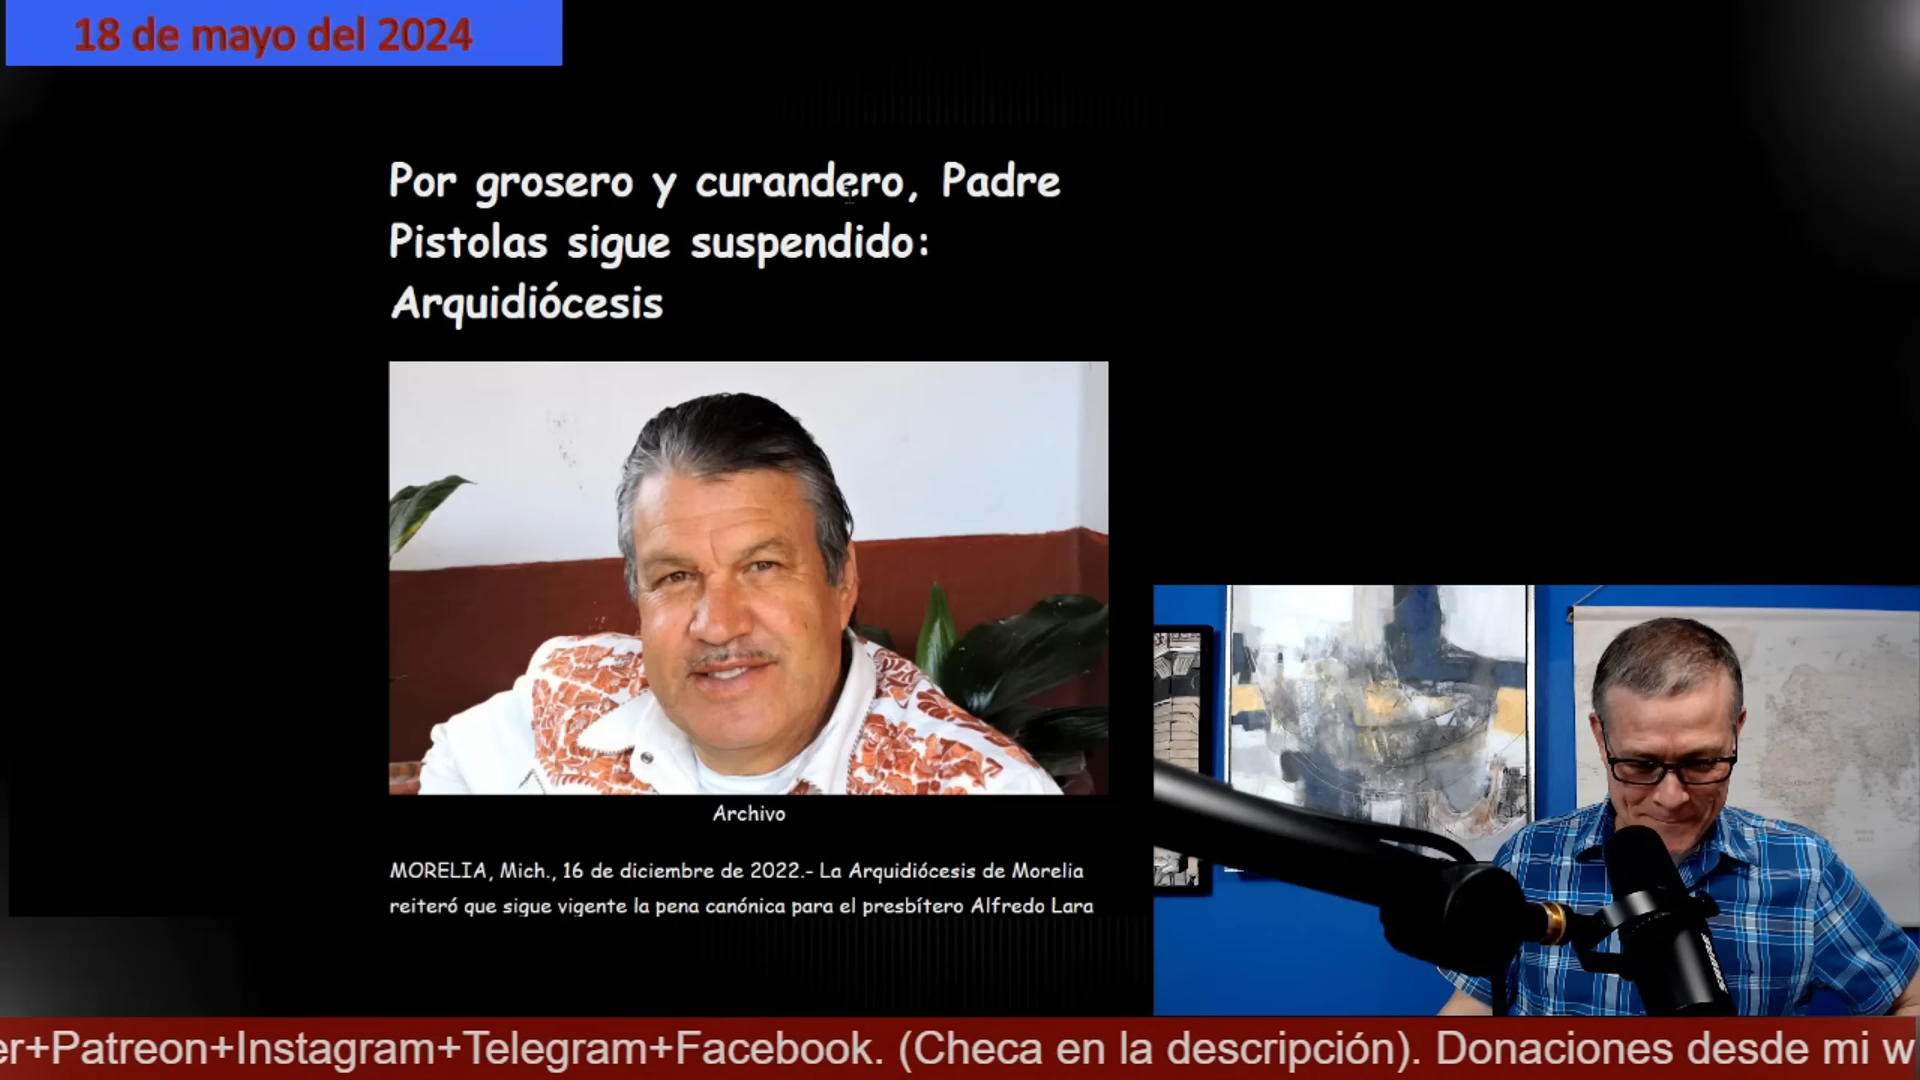 18 de mayo del 2024
Por grosero y curandero, Padre
Pistolas sigue suspendido:
Arquidiócesis
Archivo
MORELIA, Mich., 16 de diciembre de 2022.- La Arquidiócesis de Morelia
reiteró que sigue vigente la pena canónica para el presbítero Alfredo Lara
er+Patreon+Instagram+Telegram+Facebook. (Checa en la descripción). Donaciones desde mi w